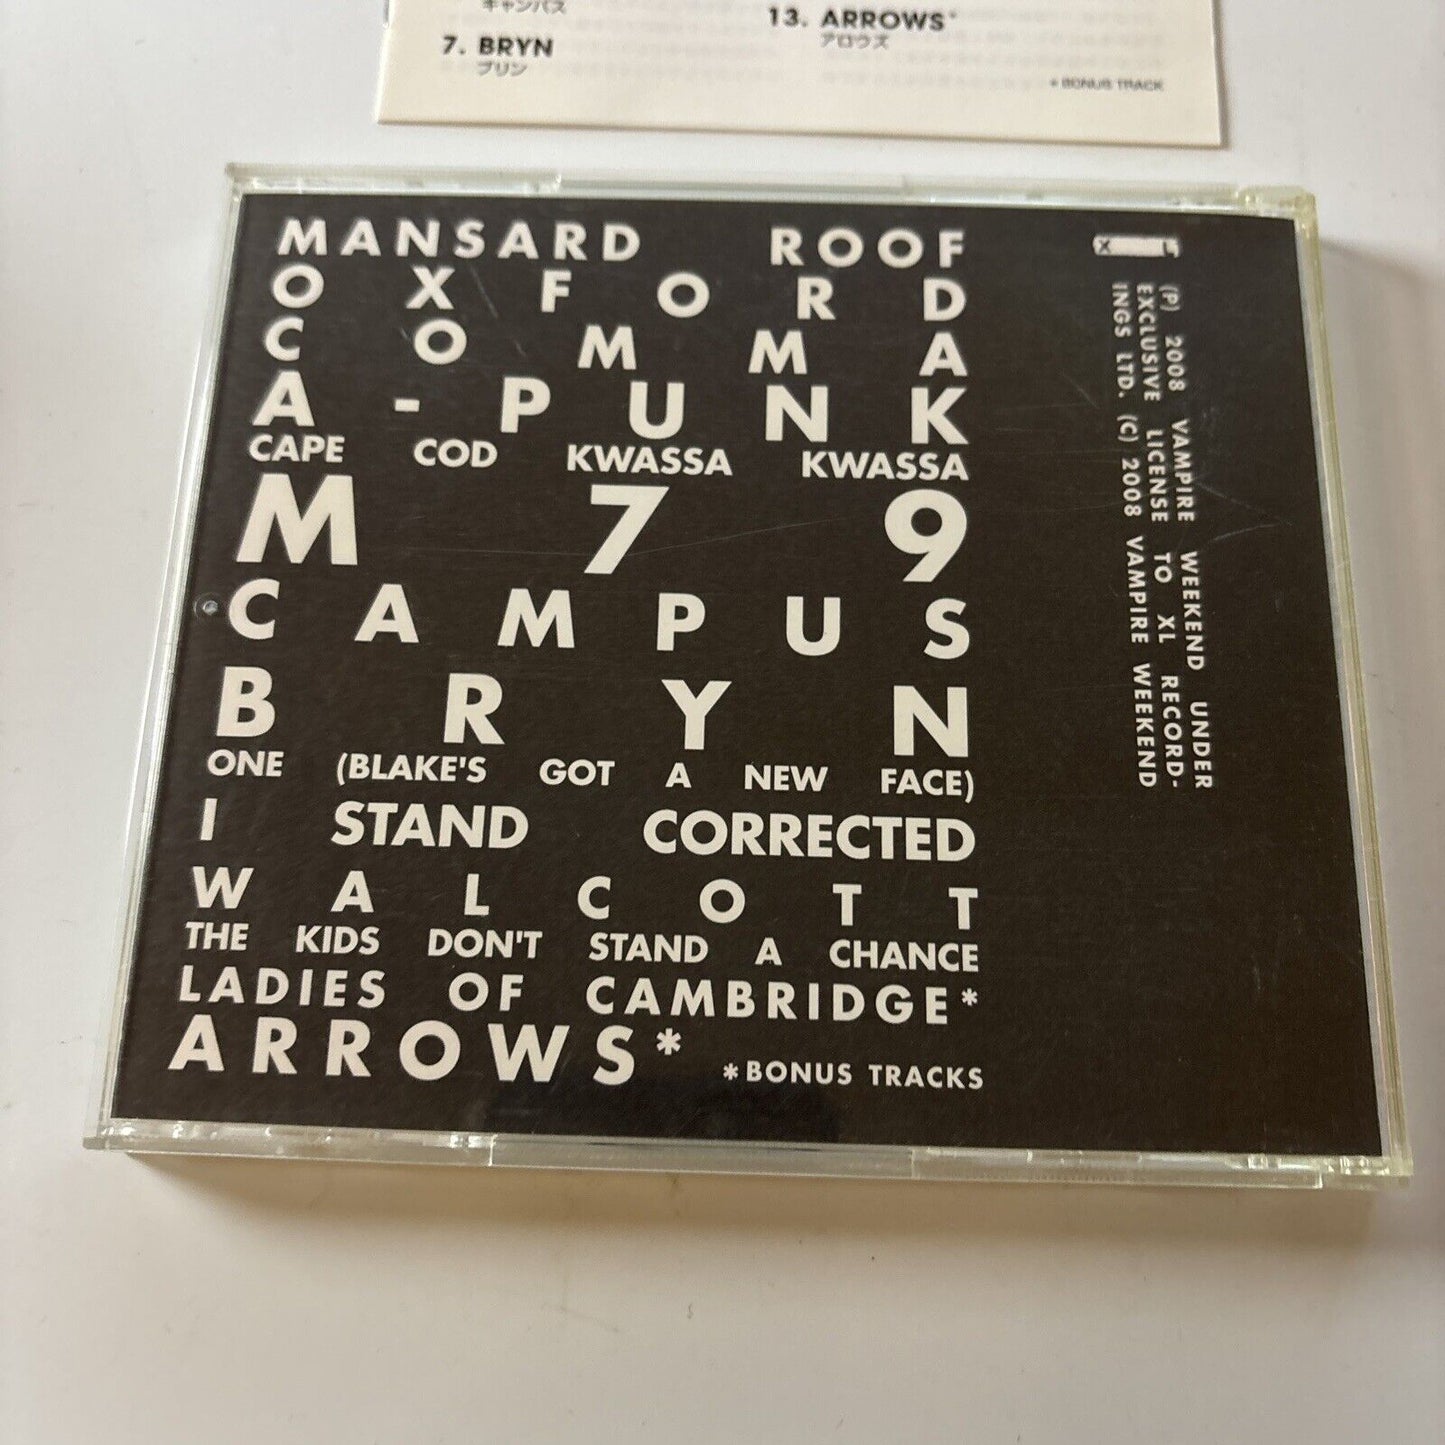 キャンパス
7. BRYN
ブリン
13. ARROWS*
アロウズ
* BONUS TRACK
MANSARD ROOF
OXFORD
COMMA
A-PUNK
CAPE COD KWASSA KWASSA
M79
CAMPUS
BRYN
ONE (BLAKE'S GOT A NEW FACE)
I STAND CORRECTED
WALCOTT
THE KIDS DON'T STAND A CHANCE
LADIES OF CAMBRIDGE*
ARROWS*
*BONUS TRACKS
XL
(P) 2008 VAMPIRE WEEKEND UNDER
EXCLUSIVE LICENSE TO XL RECORD-
INGS LTD. (C) 2008 VAMPIRE WEEKEND